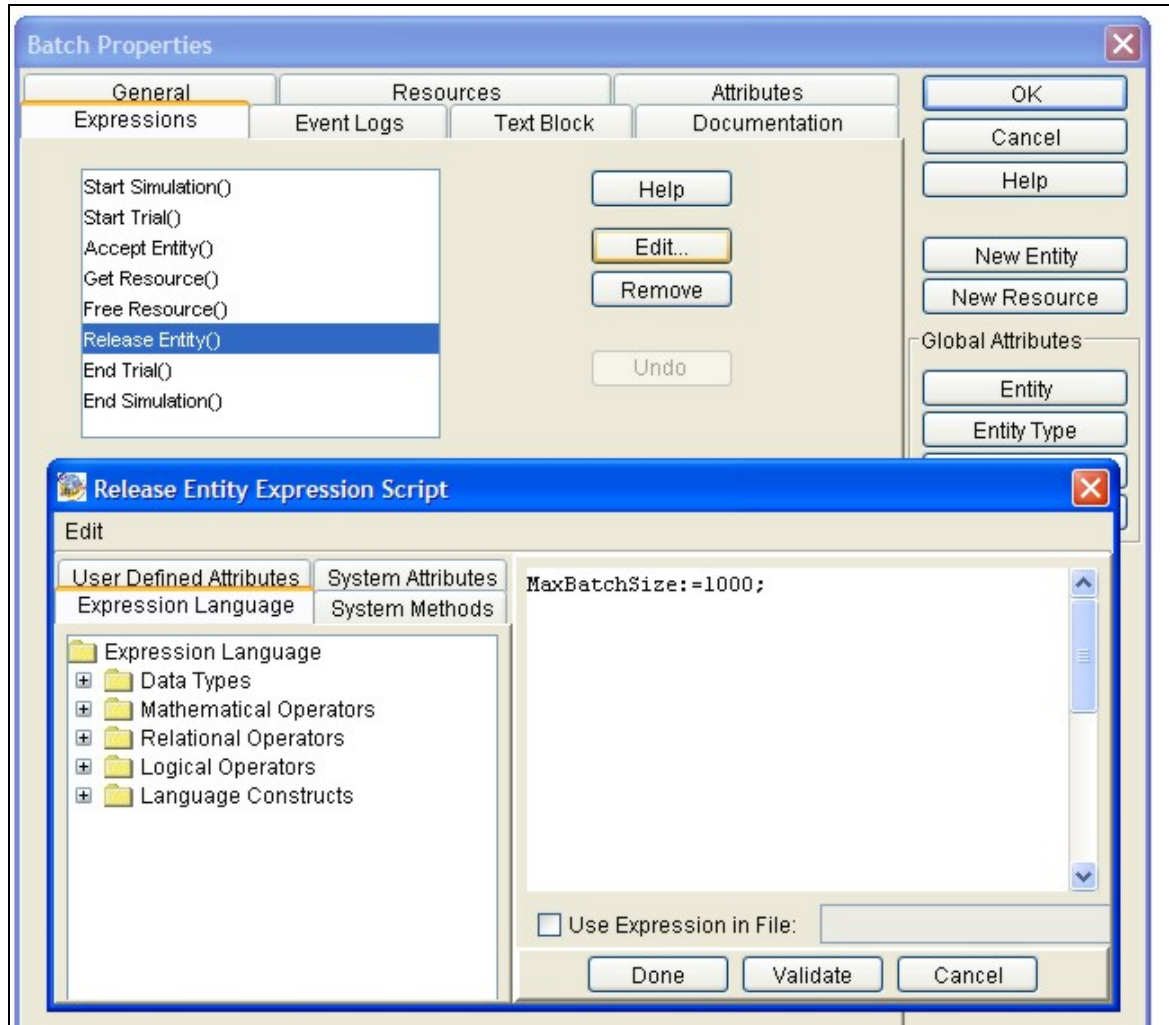 Batch Properties
General Resources Attributes
Expressions Event Logs Text Block Documentation
OK
Cancel
Help
New Entity
New Resource
Global Attributes
Entity
Entity Type
Start Simulation()
Start Trial()
Accept Entity()
Get Resource()
Free Resource()
Release Entity()
End Trial()
End Simulation()
Help
Edit...
Remove
Undo
Release Entity Expression Script
Edit
User Defined Attributes System Attributes
Expression Language System Methods
Expression Language
Data Types
Mathematical Operators
Relational Operators
Logical Operators
Language Constructs
MaxBatchSize:=1000;
Use Expression in File:
Done Validate Cancel